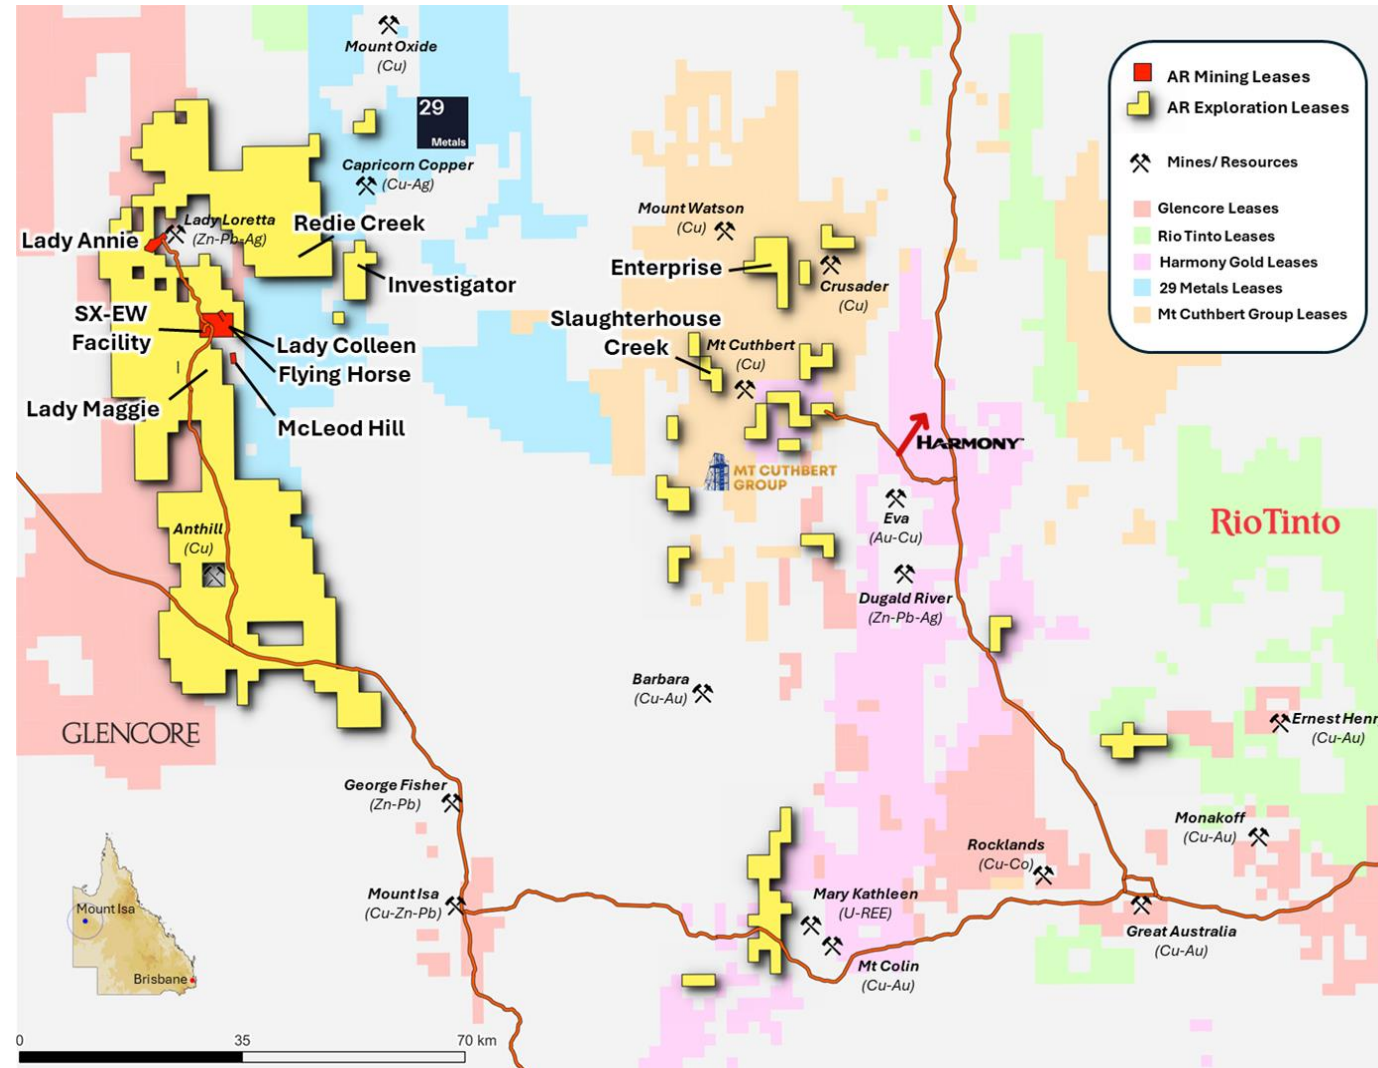 Mount Oxide
(Cu)
29
Metals
Capricorn Copper
(Cu-Ag)
Lady Loretta
(Zn-Pb-Ag)
Lady Annie
Redie Creek
Investigator
SX-EW
Facility
Lady Colleen
Flying Horse
Lady Maggie
McLeod Hill
Anthill
(Cu)
GLENCORE
Mount Watson
(Cu)
Enterprise
Crusader
(Cu)
Slaughterhouse
Creek
Mt Cuthbert
(Cu)
MT CUTHBERT
GROUP
HARMONY™
Eva
(Au-Cu)
Dugald River
(Zn-Pb-Ag)
Barbara
(Cu-Au)
RioTinto
Ernest Henr
(Cu-Au)
George Fisher
(Zn-Pb)
Mount Isa
(Cu-Zn-Pb)
Monakoff
(Cu-Au)
Rocklands
(Cu-Co)
Mary Kathleen
(U-REE)
Mt Colin
(Cu-Au)
Great Australia
(Cu-Au)
AR Mining Leases
AR Exploration Leases
Mines/ Resources
Glencore Leases
Rio Tinto Leases
Harmony Gold Leases
29 Metals Leases
Mt Cuthbert Group Leases
Mount Isa
Brisbane
0 35 70 km